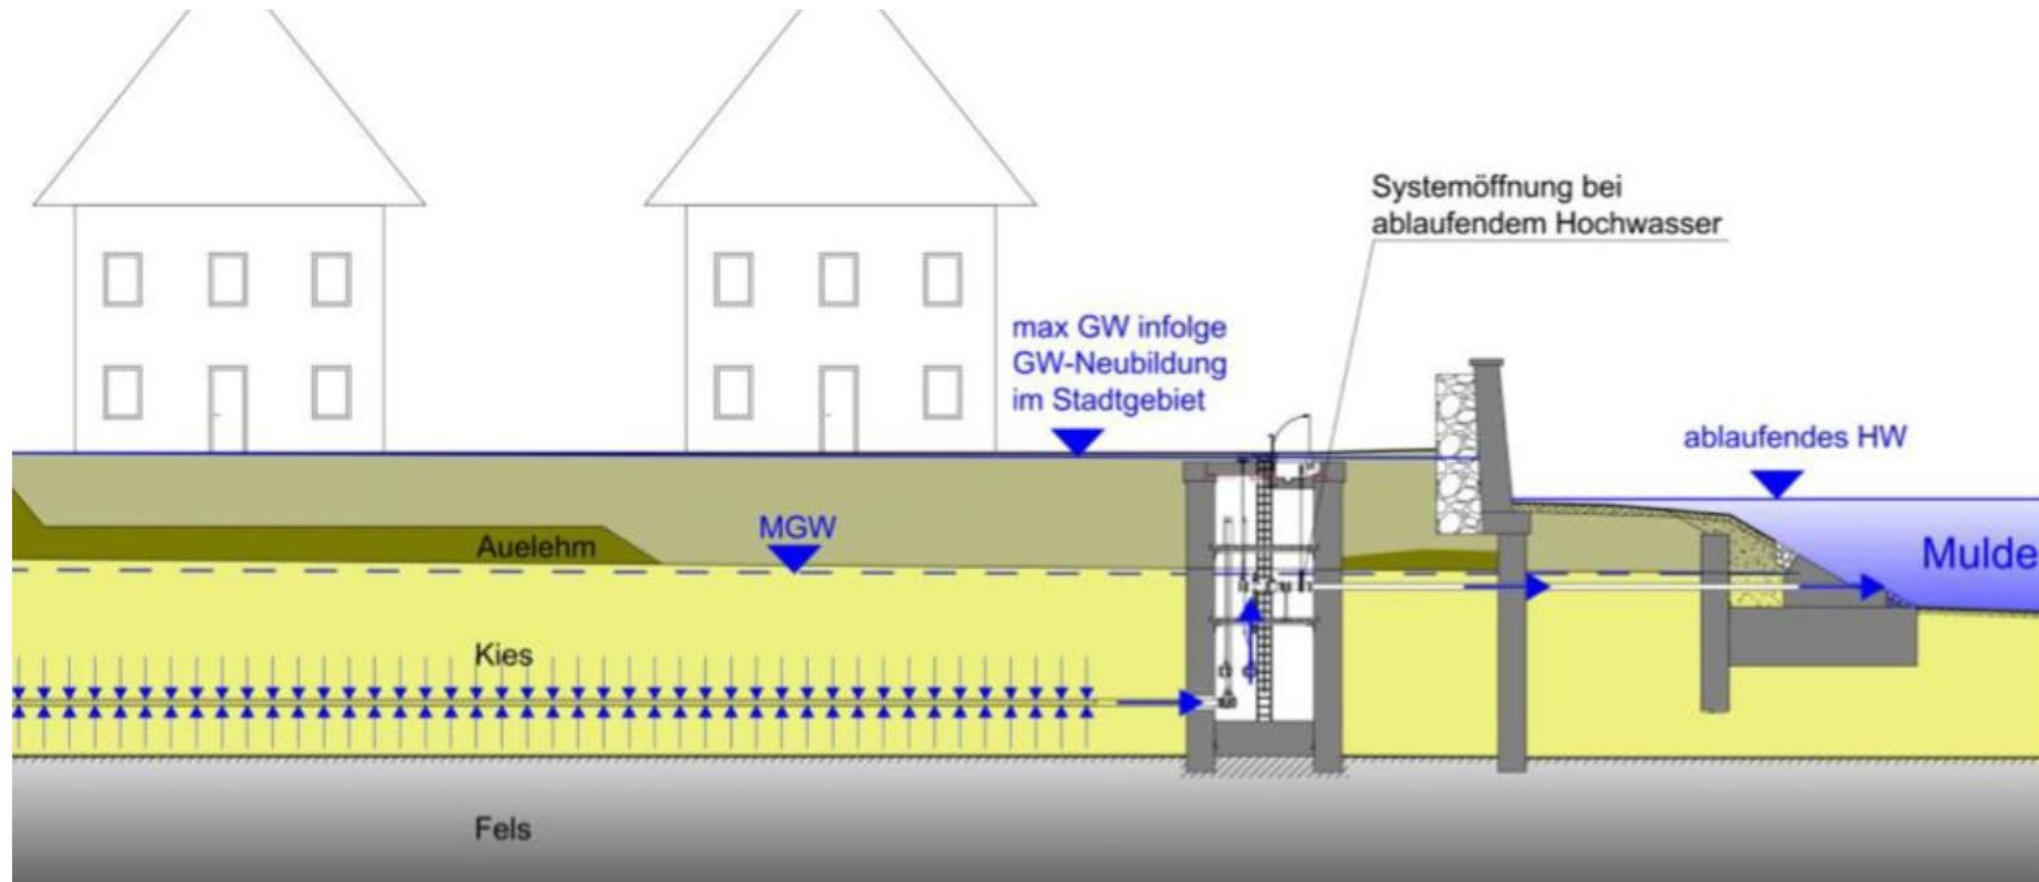 Systemöffnung bei
ablaufendem Hochwasser
max GW infolge
GW-Neubildung
im Stadtgebiet
ablaufendes HW
MGW
Auelehm
Mulde
Kies
Fels